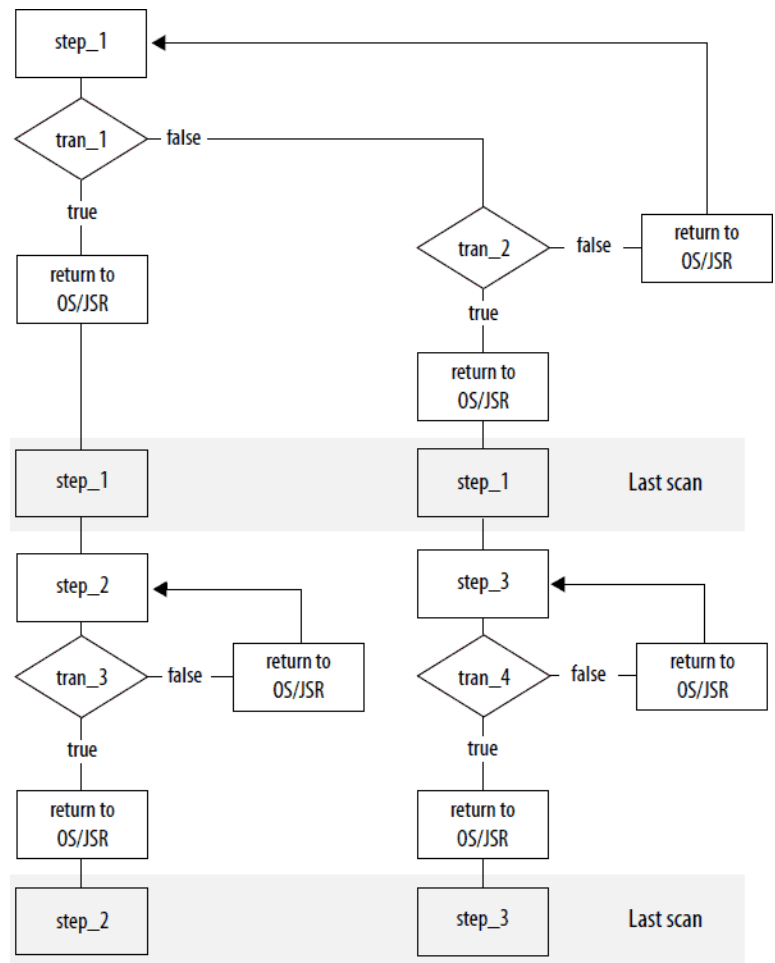 step_1
tran_1
false
true
tran_2
false
return to
OS/JSR
return to
OS/JSR
true
return to
OS/JSR
step_1
step_1
Last scan
step_2
step_3
tran_3
false
return to
OS/JSR
tran_4
false
return to
OS/JSR
true
true
return to
OS/JSR
return to
OS/JSR
step_2
step_3
Last scan